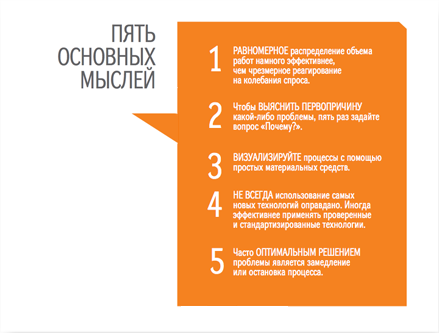 ПЯТЬ
ОСНОВНЫХ
МЫСЛЕЙ
1 РАВНОМЕРНОЕ распределение объема
работ намного эффективнее,
чем чрезмерное реагирование
на колебания спроса.
2 Чтобы ВЫЯСНИТЬ ПЕРВОПРИЧИНУ
какой-либо проблемы, пять раз задайте
вопрос «Почему?».
3 ВИЗУАЛИЗИРУЙТЕ процессы с помощью
простых материальных средств.
4 НЕ ВСЕГДА использование самых
новых технологий оправдано. Иногда
эффективнее применять проверенные
и стандартизированные технологии.
5 Часто ОПТИМАЛЬНЫМ РЕШЕНИЕМ
проблемы является замедление
или остановка процесса.